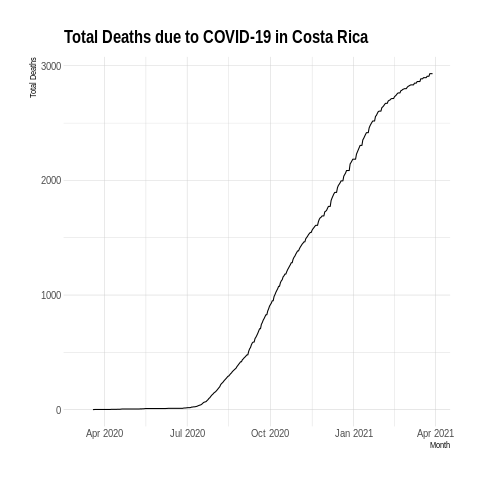 Total Deaths due to COVID-19 in Costa Rica
Total Deaths
3000
2000
1000
0
Apr 2020 Jul 2020 Oct 2020 Jan 2021 Apr 2021
Month